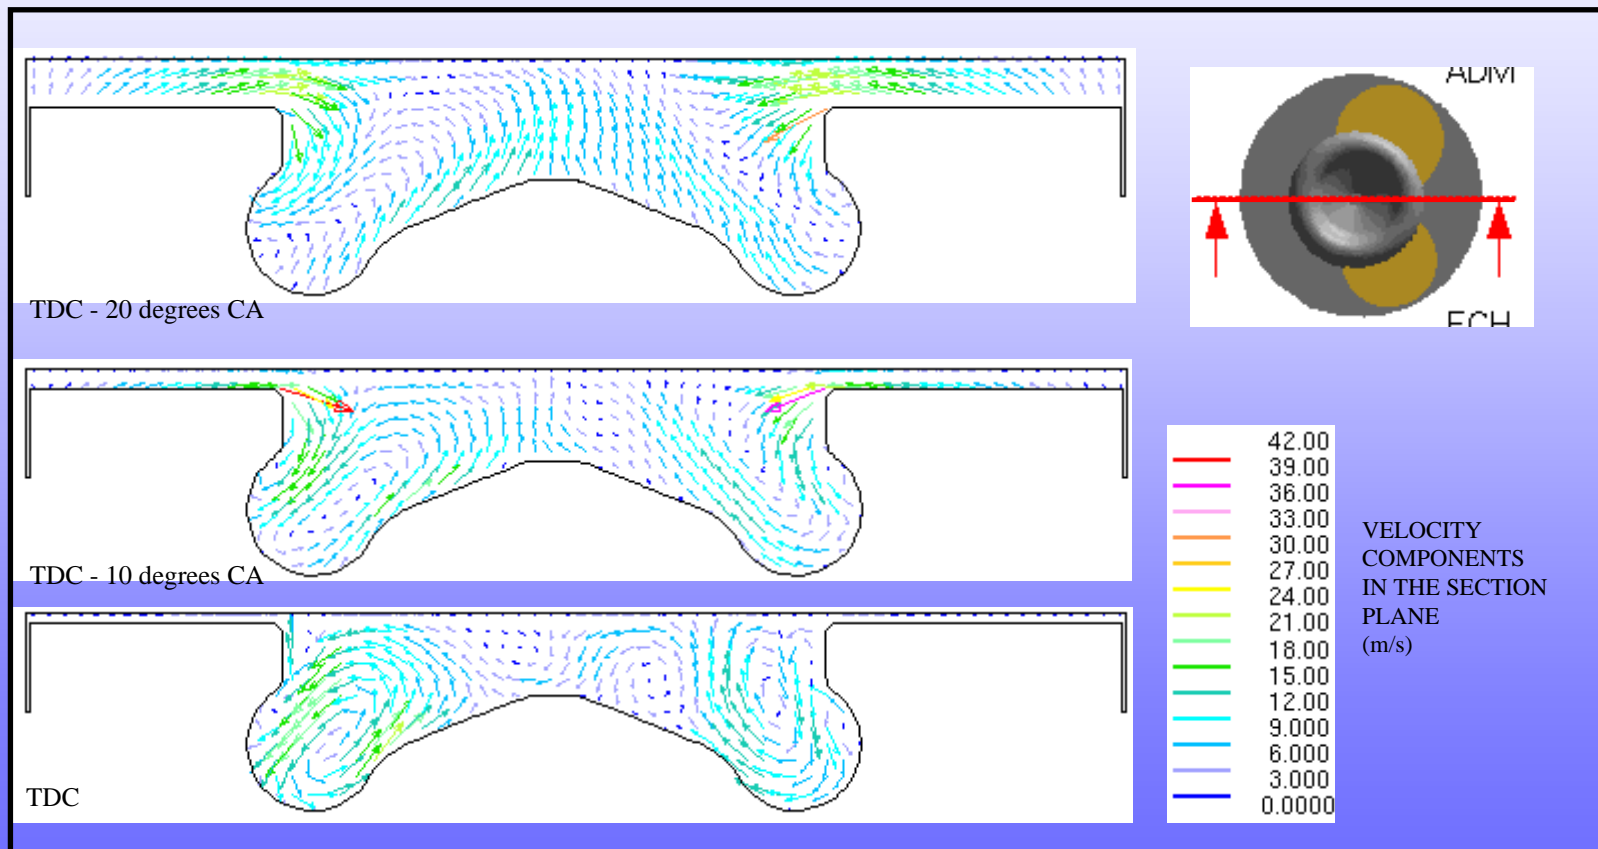 ADM
TDC - 20 degrees CA
ECH
TDC - 10 degrees CA
TDC
42.00
39.00
36.00
33.00
30.00
27.00
24.00
21.00
18.00
15.00
12.00
9.000
6.000
3.000
0.0000
VELOCITY
COMPONENTS
IN THE SECTION
PLANE
(m/s)